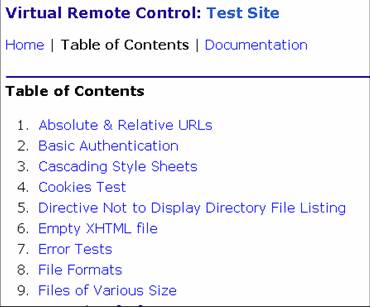 Virtual Remote Control: Test Site
Home | Table of Contents | Documentation
Table of Contents
1. Absolute & Relative URLs
2. Basic Authentication
3. Cascading Style Sheets
4. Cookies Test
5. Directive Not to Display Directory File Listing
6. Empty XHTML file
7. Error Tests
8. File Formats
9. Files of Various Size